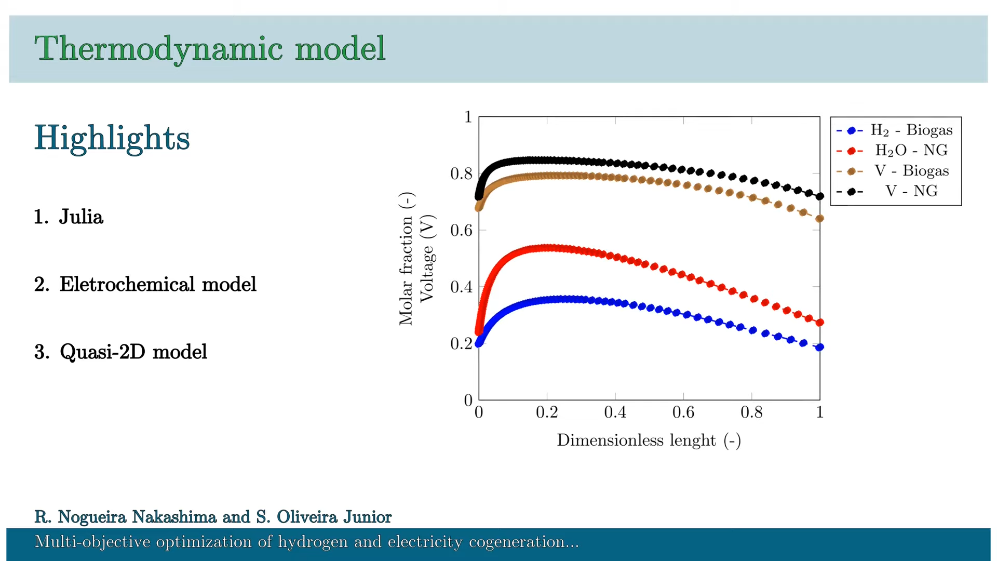 Thermodynamic model
Highlights
1. Julia
2. Eletrochemical model
3. Quasi-2D model
Molar fraction (-)
Voltage (V)
1
0.8
0.6
0.4
0.2
0
0 0.2 0.4 0.6 0.8 1
Dimensionless lenght (-)
H₂ - Biogas
H₂O - NG
V - Biogas
V - NG
R. Nogueira Nakashima and S. Oliveira Junior
Multi-objective optimization of hydrogen and electricity cogeneration...